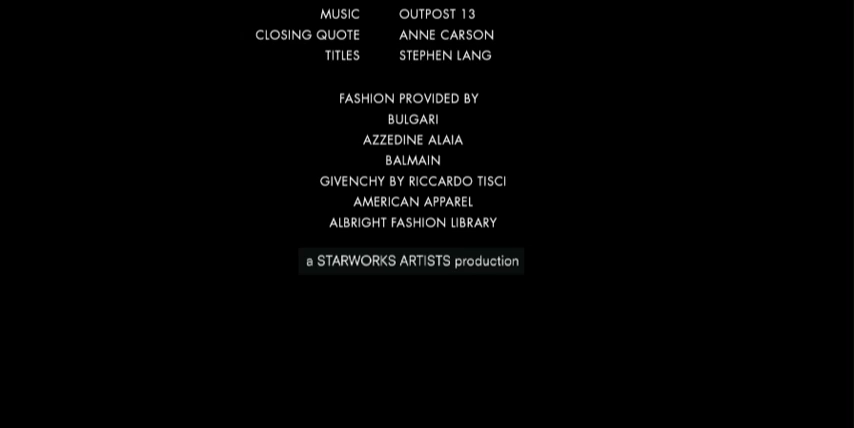 MUSIC OUTPOST 13
CLOSING QUOTE ANNE CARSON
TITLES STEPHEN LANG
FASHION PROVIDED BY
BULGARI
AZZEDINE ALAIA
BALMAIN
GIVENCHY BY RICCARDO TISCI
AMERICAN APPAREL
ALBRIGHT FASHION LIBRARY
a STARWORKS ARTISTS production